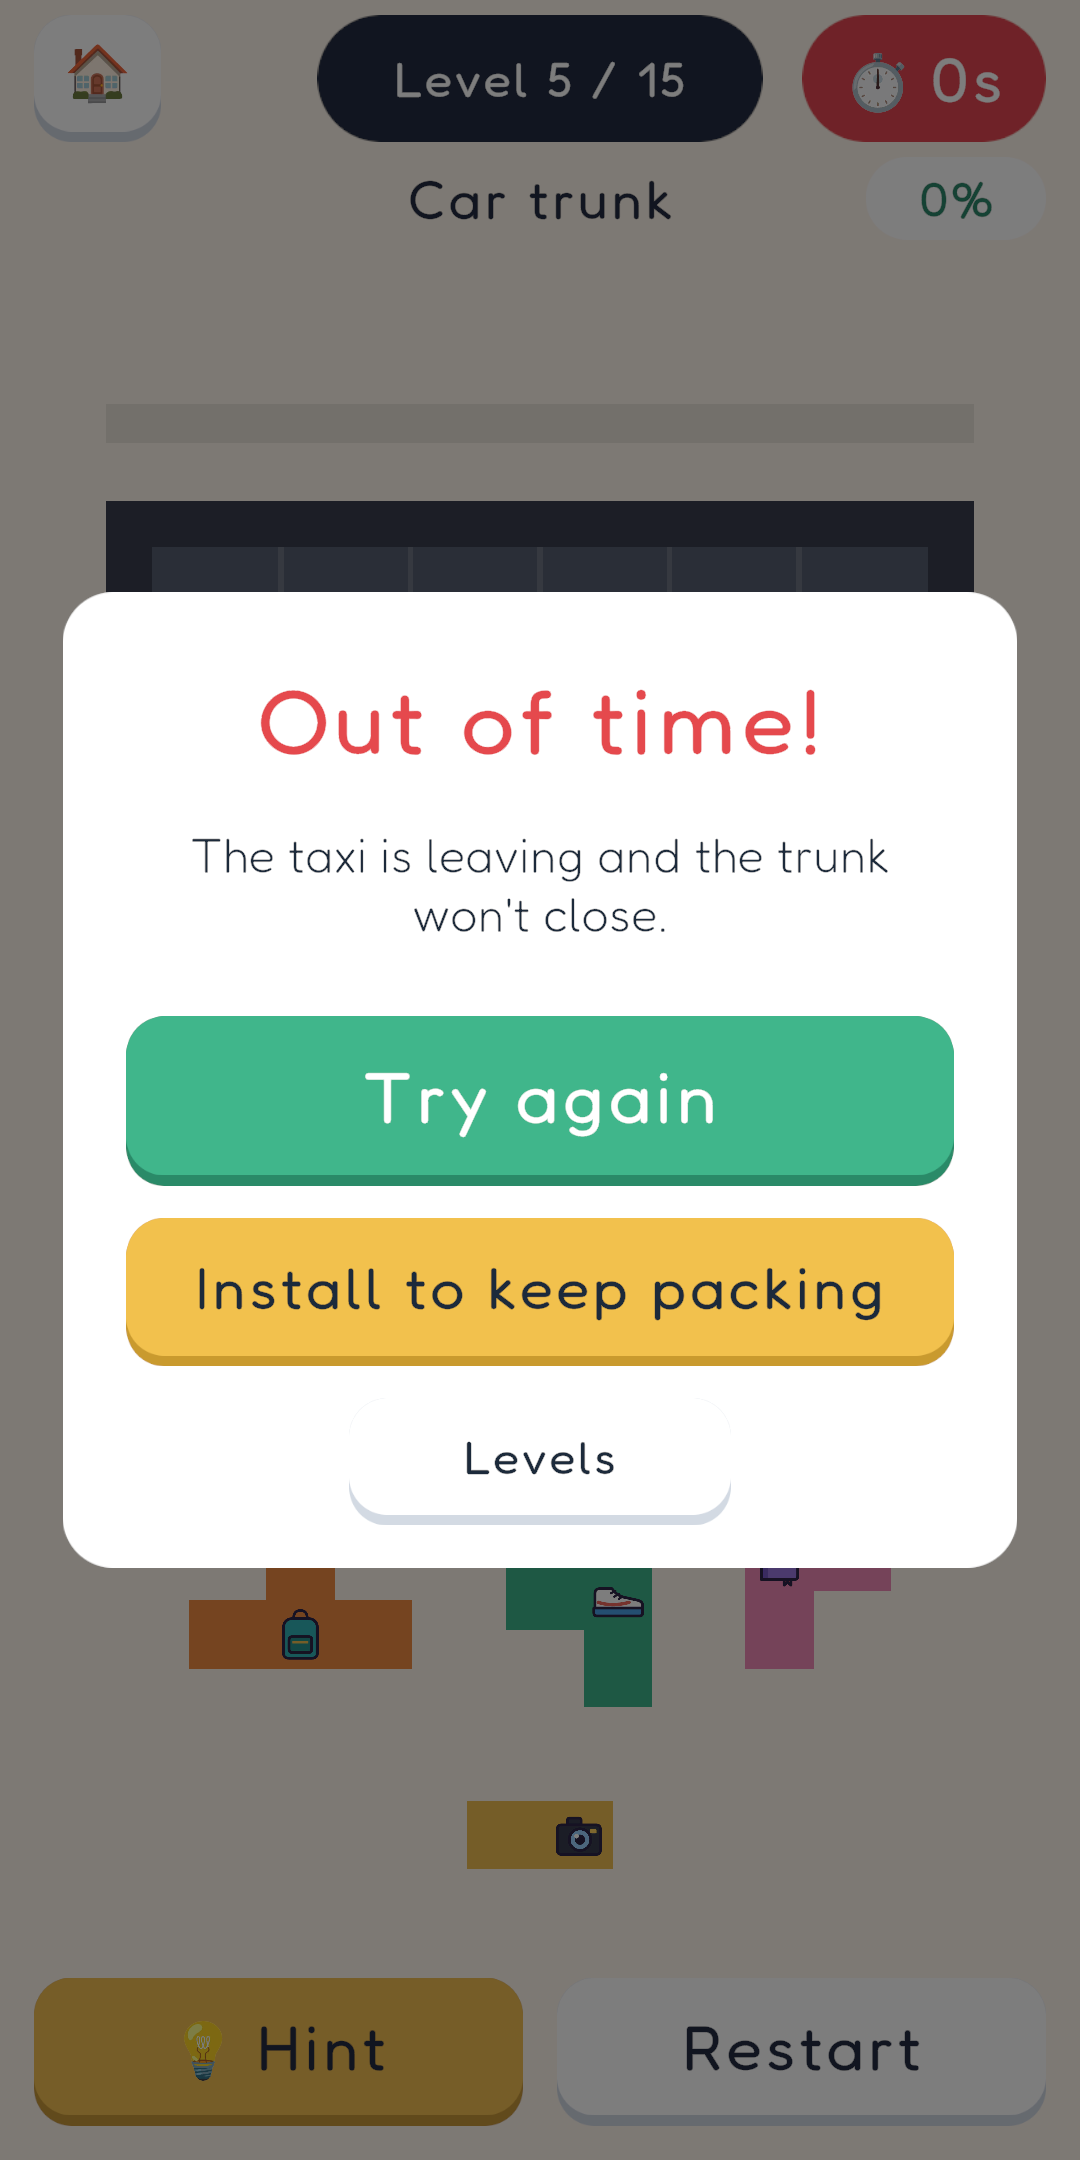 Level 5 / 15
0s
Car trunk
0%
Out of time!
The taxi is leaving and the trunk
won't close.
Try again
Install to keep packing
Levels
Hint
Restart